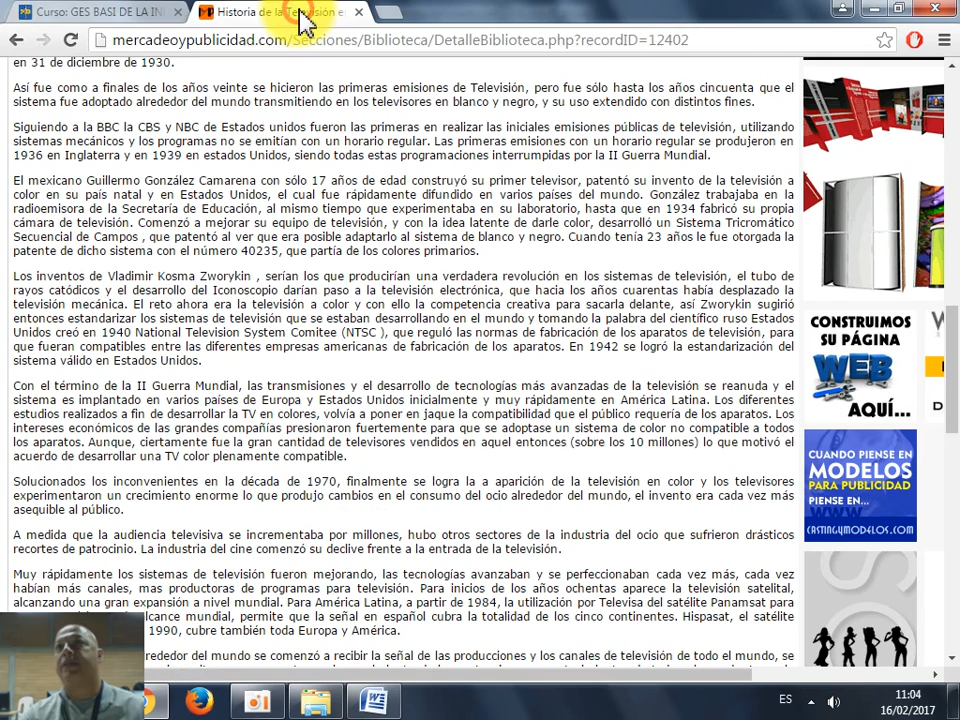 Curso: GES BASI DE LA IN
Historia de la Televisión e
mercadeoypublicidad.com/Secciones/Biblioteca/DetalleBiblioteca.php?recordID=12402
en 31 de diciembre de 1930.
Así fue como a finales de los años veinte se hicieron las primeras emisiones de Televisión, pero fue sólo hasta los años cincuenta que el
sistema fue adoptado alrededor del mundo transmitiendo en los televisores en blanco y negro, y su uso extendido con distintos fines.
Siguiendo a la BBC la CBS y NBC de Estados unidos fueron las primeras en realizar las iniciales emisiones públicas de televisión, utilizando
sistemas mecánicos y los programas no se emitían con un horario regular. Las primeras emisiones con un horario regular se produjeron en
1936 en Inglaterra y en 1939 en estados Unidos, siendo todas estas programaciones interrumpidas por la II Guerra Mundial.
El mexicano Guillermo González Camarena con sólo 17 años de edad construyó su primer televisor, patentó su invento de la televisión a
color en su país natal y en Estados Unidos, el cual fue rápidamente difundido en varios países del mundo. González trabajaba en la
radioemisora de la Secretaría de Educación, al mismo tiempo que experimentaba en su laboratorio, hasta que en 1934 fabricó su propia
cámara de televisión. Comenzó a mejorar su equipo de televisión, y con la idea latente de darle color, desarrolló un Sistema Tricromático
Secuencial de Campos , que patentó al ver que era posible adaptarlo al sistema de blanco y negro. Cuando tenía 23 años le fue otorgada la
patente de dicho sistema con el número 40235, que partía de los colores primarios.
Los inventos de Vladimir Kosma Zworykin , serían los que producirían una verdadera revolución en los sistemas de televisión, el tubo de
rayos catódicos y el desarrollo del Iconoscopio darían paso a la televisión electrónica, que hacia los años cuarentas había desplazado la
televisión mecánica. El reto ahora era la televisión a color y con ello la competencia creativa para sacarla delante, así Zworykin sugirió
entonces estandarizar los sistemas de televisión que se estaban desarrollando en el mundo y tomando la palabra del científico ruso Estados
Unidos creó en 1940 National Television System Comitee (NTSC ), que reguló las normas de fabricación de los aparatos de televisión, para
que fueran compatibles entre las diferentes empresas americanas de fabricación de los aparatos. En 1942 se logró la estandarización del
sistema válido en Estados Unidos.
Con el término de la II Guerra Mundial, las transmisiones y el desarrollo de tecnologías más avanzadas de la televisión se reanuda y el
sistema es implantado en varios países de Europa y Estados Unidos inicialmente y muy rápidamente en América Latina. Los diferentes
estudios realizados a fin de desarrollar la TV en colores, volvía a poner en jaque la compatibilidad que el público requería de los aparatos. Los
intereses económicos de las grandes compañías presionaron fuertemente para que se adoptase un sistema de color no compatible a todos
los aparatos. Aunque, ciertamente fue la gran cantidad de televisores vendidos en aquel entonces (sobre los 10 millones) lo que motivó el
acuerdo de desarrollar una TV color plenamente compatible.
Solucionados los inconvenientes en la década de 1970, finalmente se logra la a aparición de la televisión en color y los televisores
experimentaron un crecimiento enorme lo que produjo cambios en el consumo del ocio alrededor del mundo, el invento era cada vez más
asequible al público.
A medida que la audiencia televisiva se incrementaba por millones, hubo otros sectores de la industria del ocio que sufrieron drásticos
recortes de patrocinio. La industria del cine comenzó su declive frente a la entrada de la televisión.
Muy rápidamente los sistemas de televisión fueron mejorando, las tecnologías avanzaban y se perfeccionaban cada vez más, cada vez
habían más canales, mas productoras de programas para televisión. Para inicios de los años ochentas aparece la televisión satelital,
alcanzando una gran expansión a nivel mundial. Para América Latina, a partir de 1984, la utilización por Televisa del satélite Panamsat para
alcance mundial, permite que la señal en español cubra la totalidad de los cinco continentes. Hispasat, el satélite
1990, cubre también toda Europa y América.
rededor del mundo se comenzó a recibir la señal de las producciones y los canales de televisión de todo el mundo, se
CONSTRUIMOS
SU PÁGINA
WEB
AQUÍ...
CUANDO PIENSE EN
MODELOS
PARA PUBLICIDAD
PIENSE EN...
WWW
CASTINGYMODELOS.COM
ES
11:04
16/02/2017